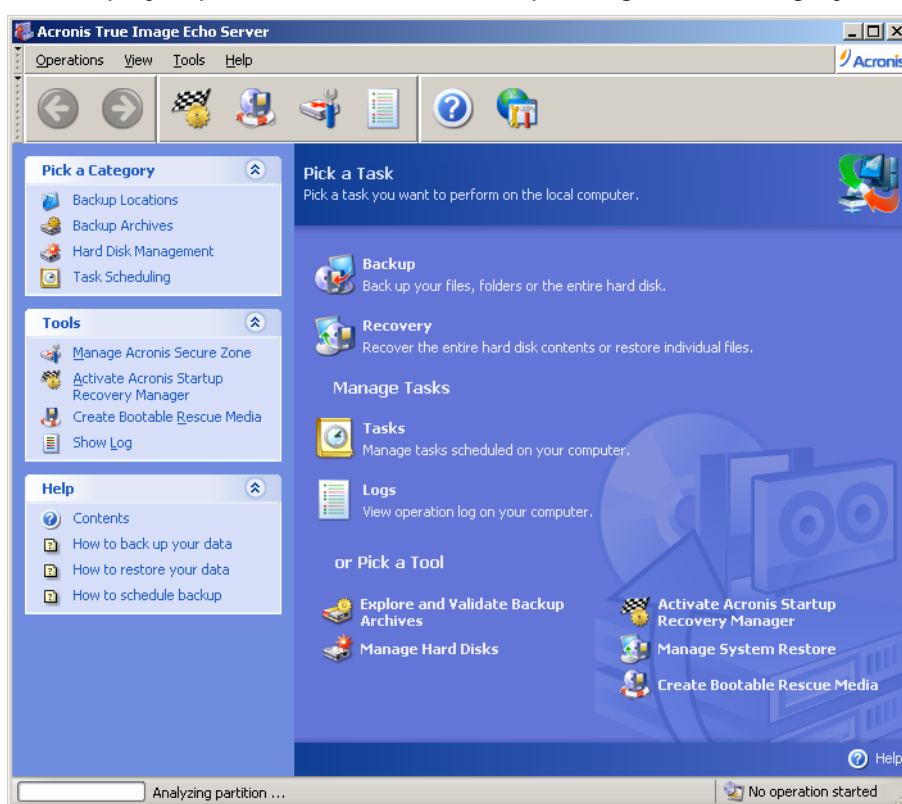 Acronis True Image Echo Server
Operations View Tools Help
Acronis
Pick a Category
Backup Locations
Backup Archives
Hard Disk Management
Task Scheduling
Tools
Manage Acronis Secure Zone
Activate Acronis Startup
Recovery Manager
Create Bootable Rescue Media
Show Log
Help
Contents
How to back up your data
How to restore your data
How to schedule backup
Pick a Task
Pick a task you want to perform on the local computer.
Backup
Back up your files, folders or the entire hard disk.
Recovery
Recover the entire hard disk contents or restore individual files.
Manage Tasks
Tasks
Manage tasks scheduled on your computer.
Logs
View operation log on your computer.
or Pick a Tool
Explore and Validate Backup
Archives
Manage Hard Disks
Activate Acronis Startup
Recovery Manager
Manage System Restore
Create Bootable Rescue Media
Help
Analyzing partition ...
No operation started